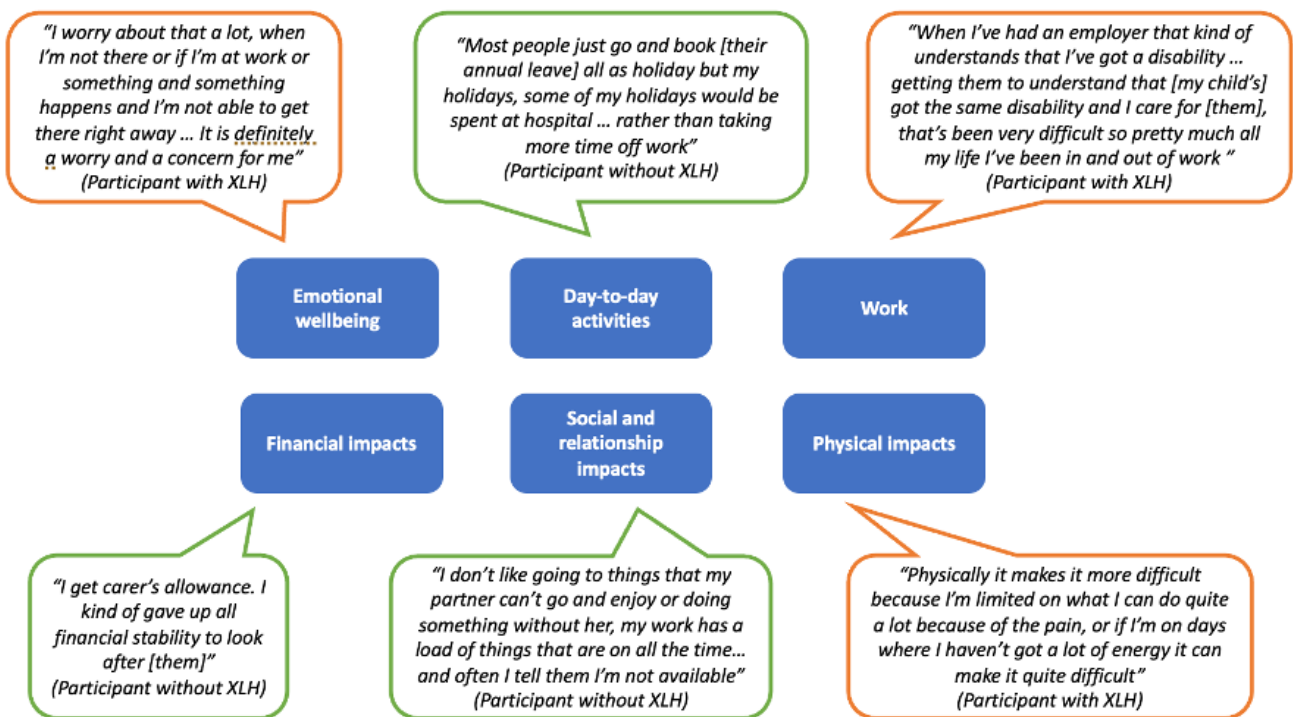 “I worry about that a lot, when
I’m not there or if I’m at work or
something and something
happens and I’m not able to get
there right away … It is definitely
a worry and a concern for me”
(Participant with XLH)
“Most people just go and book [their
annual leave] all as holiday but my
holidays, some of my holidays would be
spent at hospital … rather than taking
more time off work”
(Participant without XLH)
“When I’ve had an employer that kind of
understands that I’ve got a disability …
getting them to understand that [my child’s]
got the same disability and I care for [them],
that’s been very difficult so pretty much all
my life I’ve been in and out of work ”
(Participant with XLH)
Emotional
wellbeing
Day-to-day
activities
Work
Financial impacts
Social and
relationship
impacts
Physical impacts
“I get carer’s allowance. I
kind of gave up all
financial stability to look
after [them]”
(Participant without XLH)
“I don’t like going to things that my
partner can’t go and enjoy or doing
something without her, my work has a
load of things that are on all the time…
and often I tell them I’m not available”
(Participant without XLH)
“Physically it makes it more difficult
because I’m limited on what I can do quite
a lot because of the pain, or if I’m on days
where I haven’t got a lot of energy it can
make it quite difficult”
(Participant with XLH)